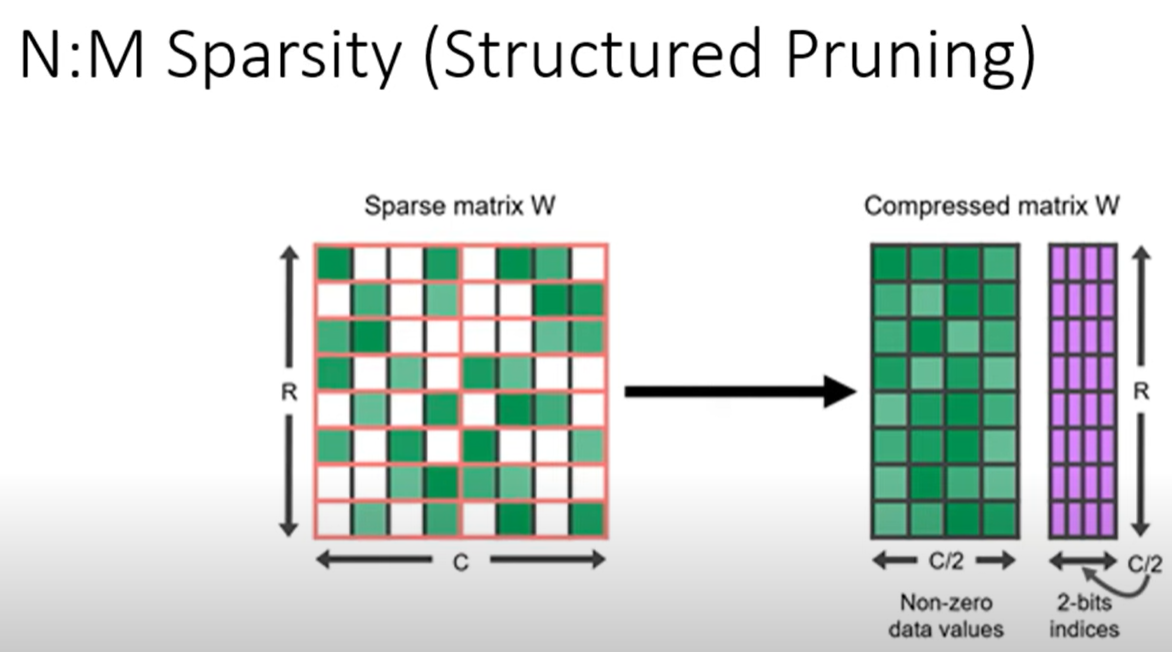 N:M Sparsity (Structured Pruning)
Sparse matrix W
Compressed matrix W
R
R
C
C/2
C/2
Non-zero
data values
2-bits
indices